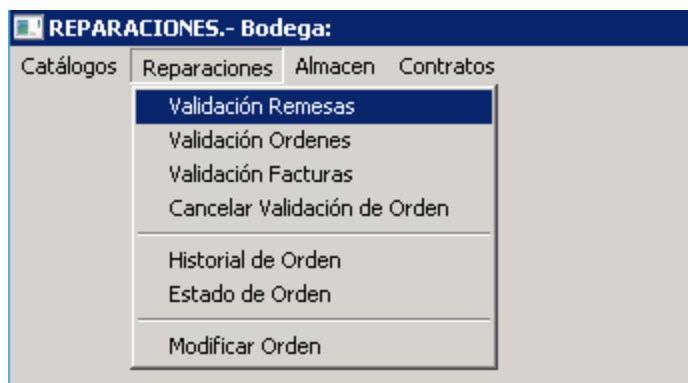 REPARACIONES.- Bodega:
Catálogos Reparaciones Almacen Contratos
Validación Remesas
Validación Ordenes
Validación Facturas
Cancelar Validación de Orden
Historial de Orden
Estado de Orden
Modificar Orden